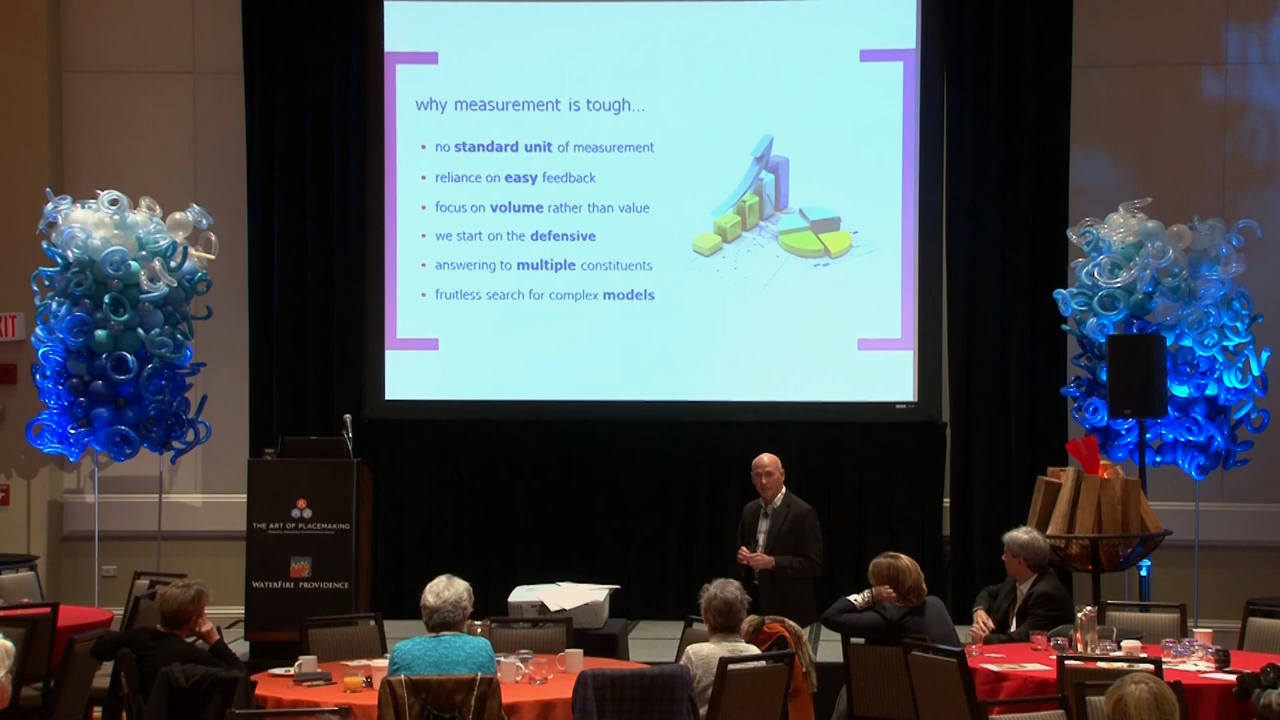 why measurement is tough...
• no standard unit of measurement
• reliance on easy feedback
• focus on volume rather than value
• we start on the defensive
• answering to multiple constituents
• fruitless search for complex models
THE ART OF PLACEMAKING
WATERFIRE PROVIDENCE